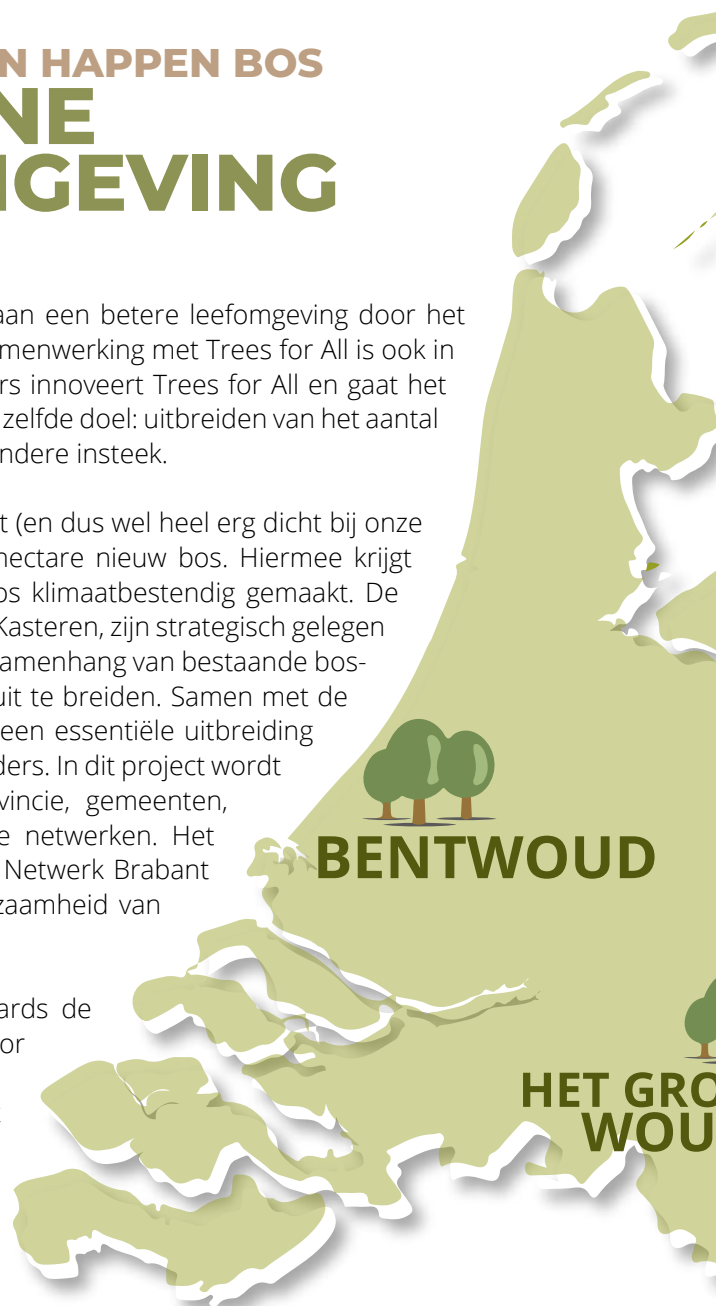 N HAPPEN BOS
NE
GEVING
aan een betere leefomgeving door het
menwerking met Trees for All is ook in
rs innoveert Trees for All en gaat het
zelfde doel: uitbreiden van het aantal
ndere insteek.
t (en dus wel heel erg dicht bij onze
hectare nieuw bos. Hiermee krijgt
os klimaatbestendig gemaakt. De
Kasteren, zijn strategisch gelegen
samenhang van bestaande bos-
uit te breiden. Samen met de
een essentiële uitbreiding
ders. In dit project wordt
vincie, gemeenten,
e netwerken. Het
Netwerk Brabant
zaamheid van
ards de
or
BENTWOUD
HET GRO
WOU